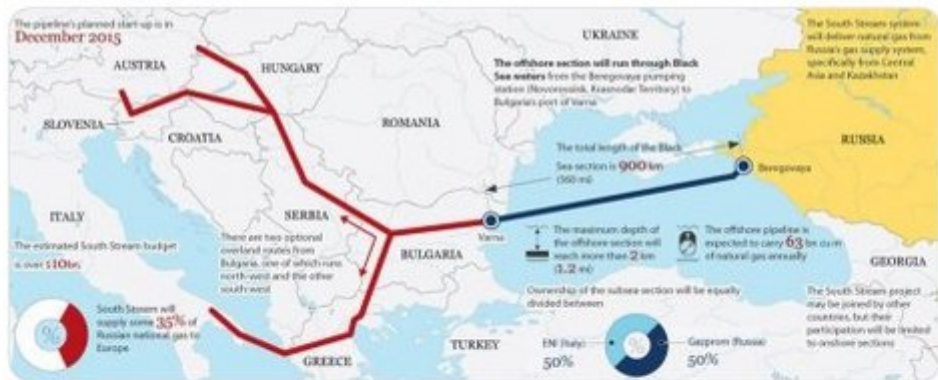 The pipeline's planned start-up is in
December 2015
AUSTRIA
HUNGARY
UKRAINE
SLOVENIA
CROATIA
ROMANIA
The offshore section will run through Black
Sea waters from the Beregovaya pumping
station (Novorossiisk, Krasnodar Territory) to
Bulgaria's port of Varna
The South Stream system
will deliver natural gas from
Russia's gas supply system,
specifically from Central
Asia and Kazakhstan
RUSSIA
The total length of the Black
Sea section is 900 km
(560 mi)
Beregovaya
ITALY
SERBIA
The estimated South Stream budget
is over $10bn
There are two optional
overland routes from
Bulgaria, one of which runs
north-west and the other
south-west
BULGARIA
Varna
The maximum depth of
the offshore section will
reach more than 2 km
(1.2 mi)
The offshore pipeline is
expected to carry 63 bn cu m
of natural gas annually
GEORGIA
Ownership of the subsea section will be equally
divided between
The South Stream project
may be joined by other
countries, but their
participation will be limited
to onshore sections
%
South Stream will
supply some 35% of
Russian national gas to
Europe
GREECE
TURKEY
ENI (Italy)
50%
%
Gazprom (Russia)
50%